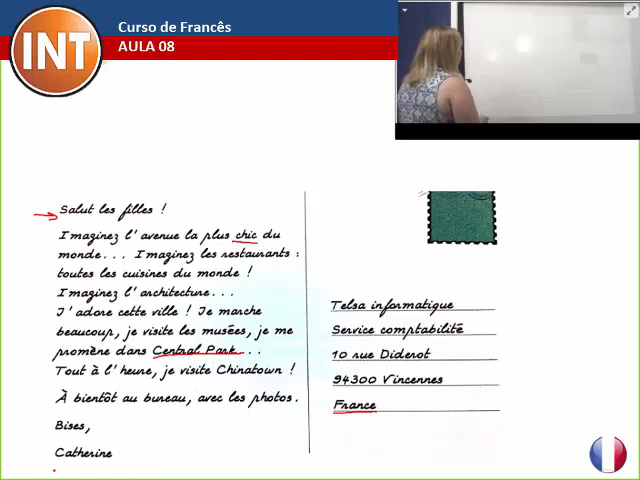 INT
Curso de Francês
AULA 08
Salut les filles !
Imaginez l'avenue la plus chic du
monde... Imaginez les restaurants :
toutes les cuisines du monde !
Imaginez l'architecture...
J'adore cette ville ! Je marche
beaucoup, je visite les musées, je me
promène dans Central Park...
Tout à l'heure, je visite Chinatown !
À bientôt au bureau, avec les photos.
Bises,
Catherine
Telsa informatique
Service comptabilité
10 rue Diderot
94300 Vincennes
France